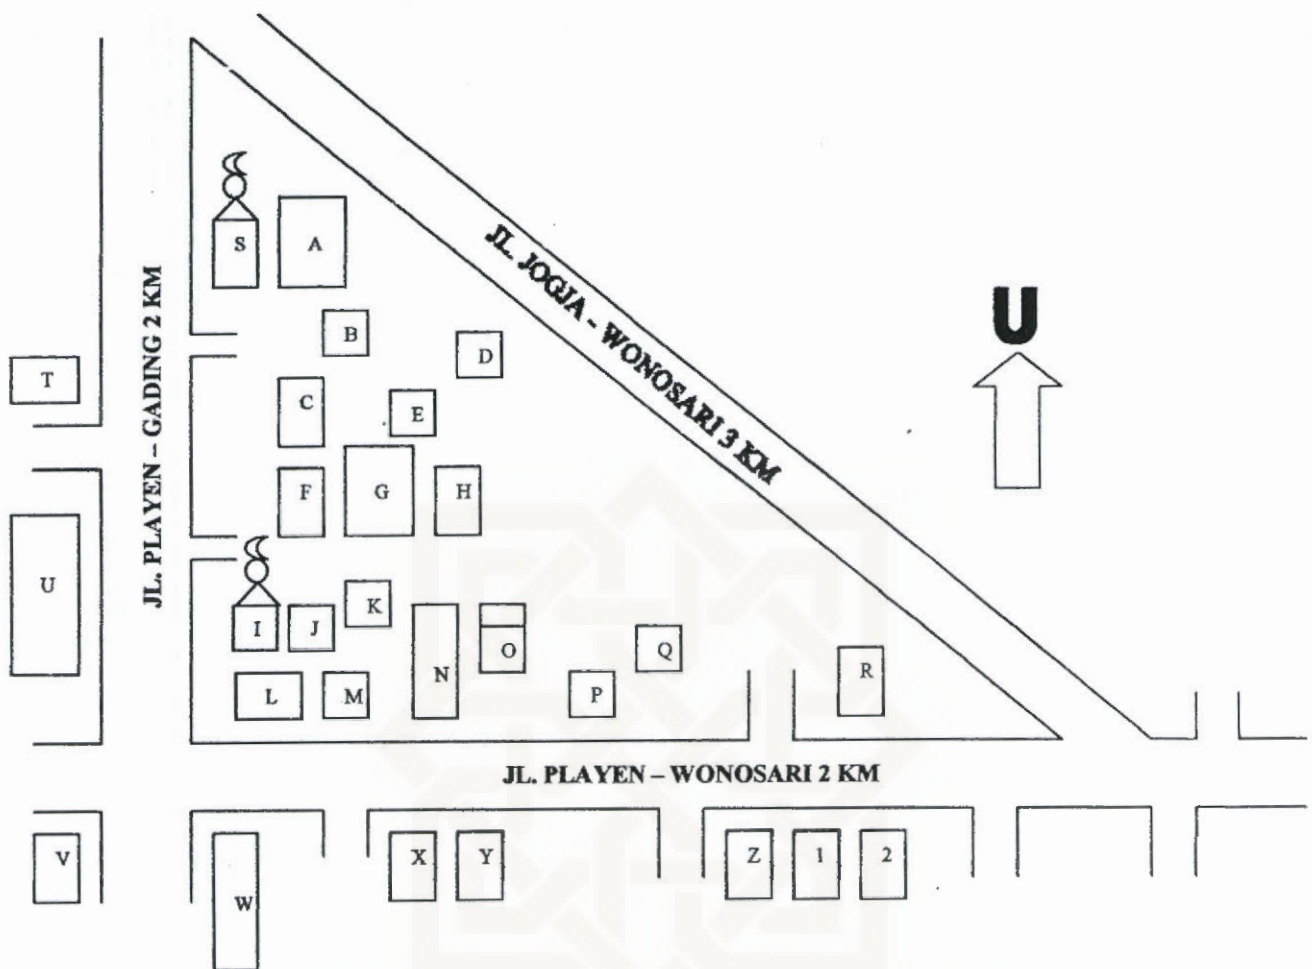 S
A
JL. JOGJA - WONOSARI 3 KM
JL. PLAYEN – GADING 2 KM
U
B
D
T
C
E
F
G
H
U
I
J
K
N
O
Q
R
L
M
P
JL. PLAYEN – WONOSARI 2 KM
V
W
X
Y
Z
1
2